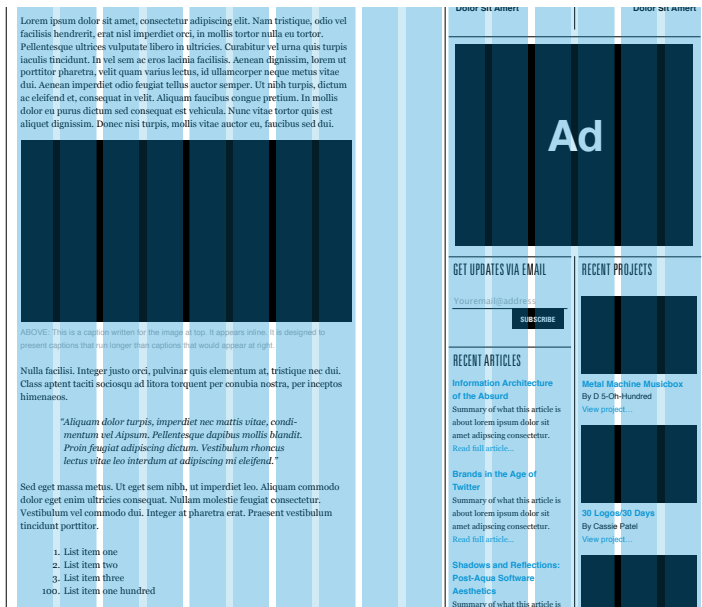 Lorem ipsum dolor sit amet, consectetur adipiscing elit. Nam tristique, odio vel
facilisis hendrerit, erat nisl imperdiet orci, in mollis tortor nulla eu tortor.
Pellentesque ultrices vulputate libero in ultricies. Curabitur vel urna quis turpis
iaculis tincidunt. In vel sem ac eros lacinia facilisis. Aenean dignissim, lorem ut
porttitor pharetra, velit quam varius lectus, id ullamcorper neque metus vitae
dui. Aenean imperdiet odio feugiat tellus auctor semper. Ut nibh turpis, dictum
ac eleifend et, consequat in velit. Aliquam faucibus congue pretium. In mollis
dolor eu purus dictum sed consequat est vehicula. Nunc vitae tortor quis est
aliquet dignissim. Donec nisi turpis, mollis vitae auctor eu, faucibus sed dui.
ABOVE: This is a caption written for the image at top. It appears inline. It is designed to
present captions that run longer than captions that would appear at right.
Nulla facilisi. Integer justo orci, pulvinar quis elementum at, tristique nec dui.
Class aptent taciti sociosqu ad litora torquent per conubia nostra, per inceptos
himenaeos.
“Aliquam dolor turpis, imperdiet nec mattis vitae, condi-
mentum vel Aipsum. Pellentesque dapibus mollis blandit.
Proin feugiat adipiscing dictum. Vestibulum rhoncus
lectus vitae leo interdum at adipiscing mi eleifend.”
Sed eget massa metus. Ut eget sem nibh, ut imperdiet leo. Aliquam commodo
dolor eget enim ultricies consequat. Nullam molestie feugiat consectetur.
Vestibulum vel commodo dui. Integer at pharetra erat. Praesent vestibulum
tincidunt porttitor.
1. List item one
2. List item two
3. List item three
100. List item one hundred
Dolor Sit Amert
Dolor Sit Amert
Ad
GET UPDATES VIA EMAIL
Youremail@address
SUBSCRIBE
RECENT ARTICLES
Information Architecture
of the Absurd
Summary of what this article is
about lorem ipsum dolor sit
amet adipscing consectetur.
Read full article...
Brands in the Age of
Twitter
Summary of what this article is
about lorem ipsum dolor sit
amet adipscing consectetur.
Read full article...
Shadows and Reflections:
Post-Aqua Software
Aesthetics
Summary of what this article is
RECENT PROJECTS
Metal Machine Musicbox
By D 5-Oh-Hundred
View project...
30 Logos/30 Days
By Cassie Patel
View project...